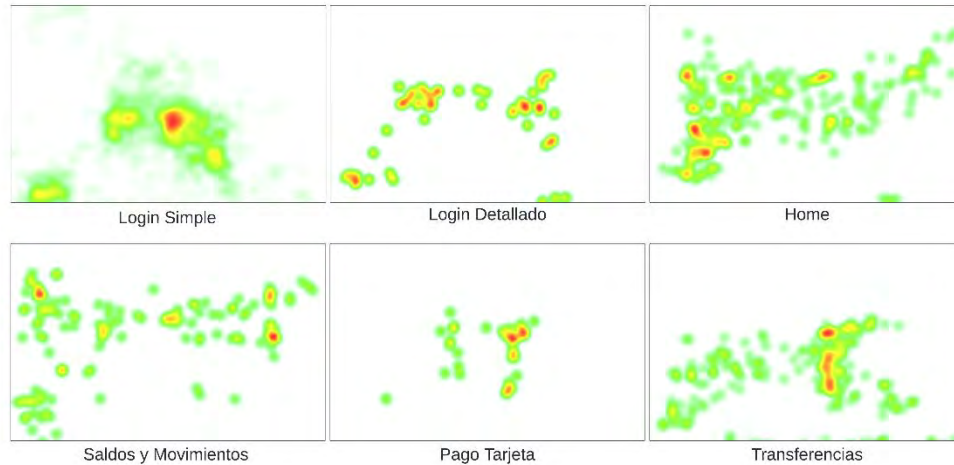 Login Simple
Login Detallado
Home
Saldos y Movimientos
Pago Tarjeta
Transferencias